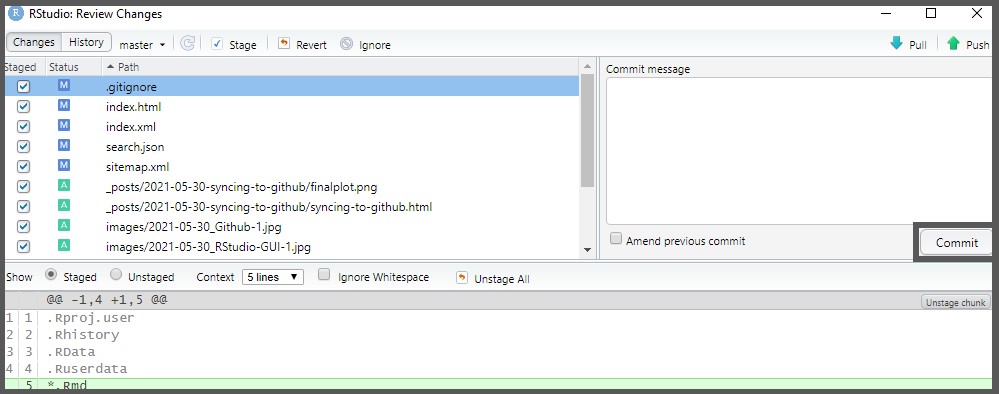 R RStudio: Review Changes
Changes History master Stage Revert Ignore Pull Push
Staged Status Path
M .gitignore
M index.html
M index.xml
M search.json
M sitemap.xml
A _posts/2021-05-30-syncing-to-github/finalplot.png
A _posts/2021-05-30-syncing-to-github/syncing-to-github.html
A images/2021-05-30_Github-1.jpg
A images/2021-05-30_RStudio-GUI-1.jpg
Commit message
Amend previous commit Commit
Show Staged Unstaged Context 5 lines Ignore Whitespace Unstage All
@@ -1,4 +1,5 @@ Unstage chunk
1 1 .Rproj.user
2 2 .Rhistory
3 3 .RData
4 4 .Ruserdata
5 *.Rmd